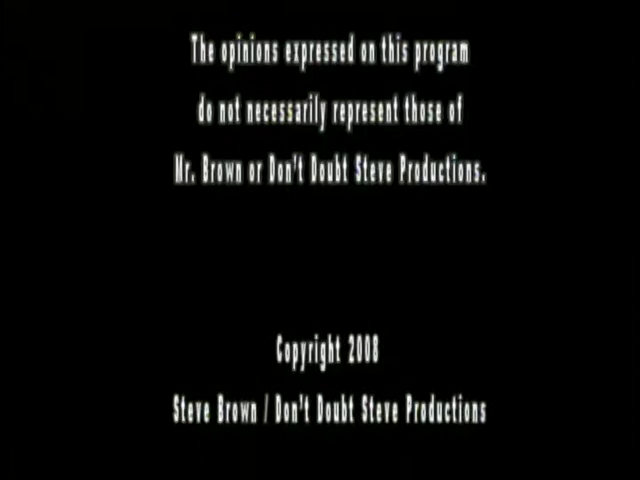 The opinions expressed on this program
do not necessarily represent those of
Mr. Brown or Don't Doubt Steve Productions.
Copyright 2008
Steve Brown / Don't Doubt Steve Productions